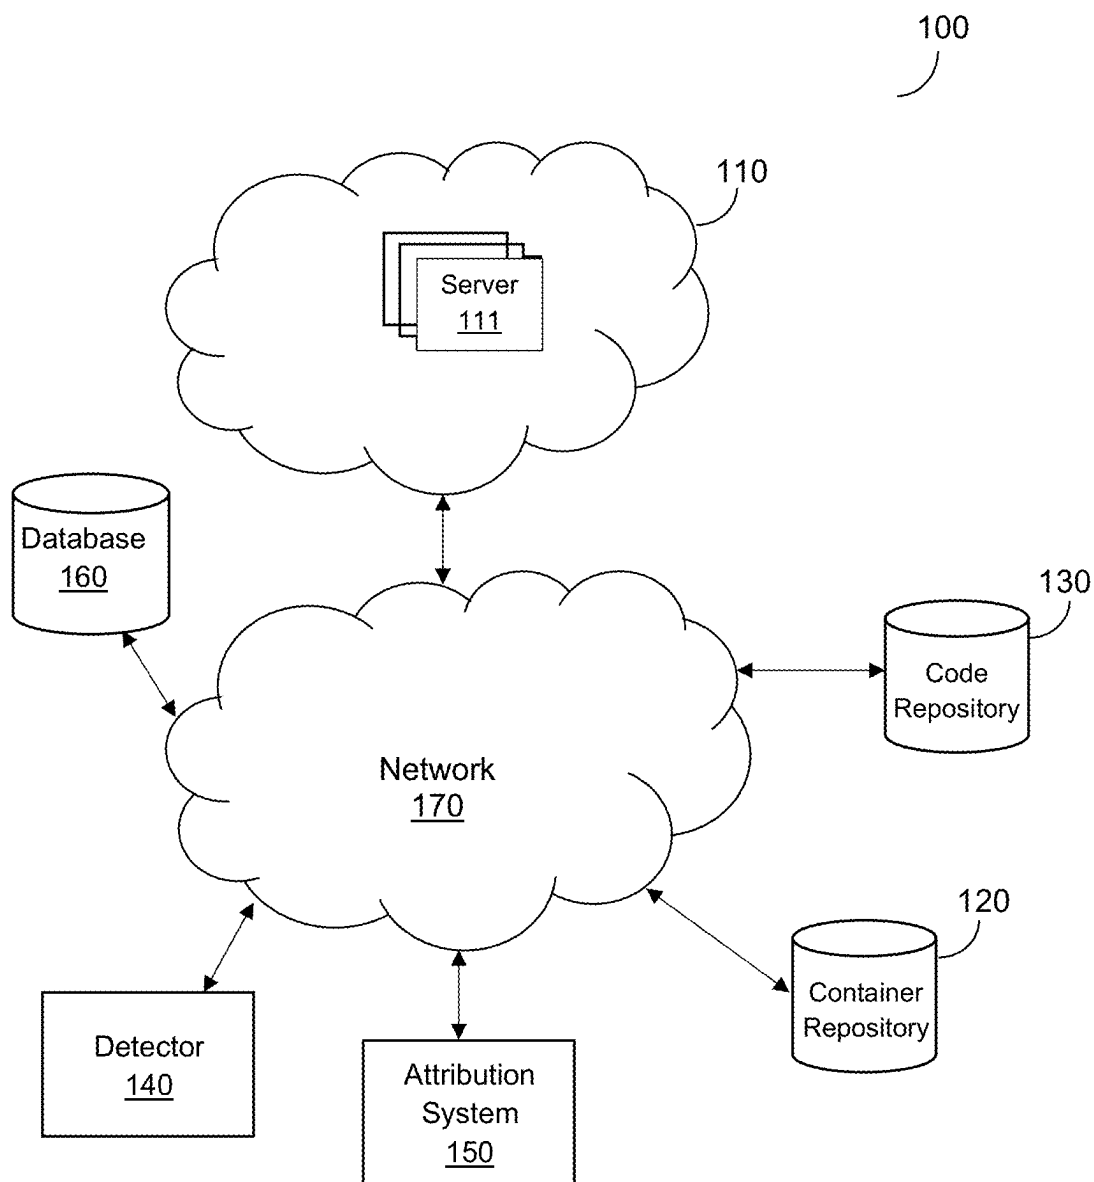 100
110
Server
111
Database
160
130
Code
Repository
Network
170
120
Container
Repository
Detector
140
Attribution
System
150